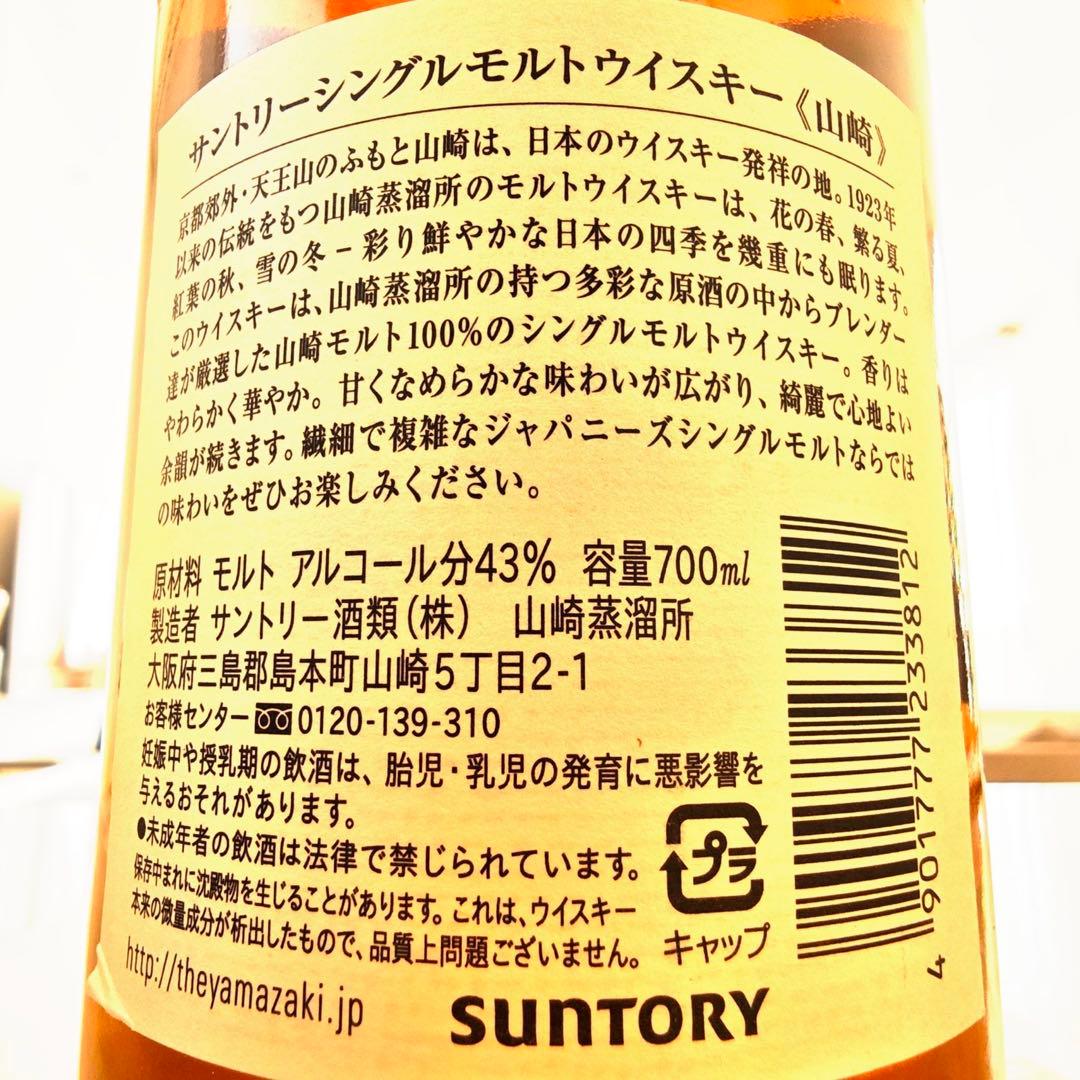 サントリーシングルモルトウイスキー《山崎》
京都郊外・天王山のふもと山崎は、日本のウイスキー発祥の地。1923年
以来の伝統をもつ山崎蒸溜所のモルトウイスキーは、花の春、繁る夏、
紅葉の秋、雪の冬－彩り鮮やかな日本の四季を幾重にも眠ります。
このウイスキーは、山崎蒸溜所の持つ多彩な原酒の中からブレンダー
達が厳選した山崎モルト100%のシングルモルトウイスキー。香りは
やわらかく華やか。甘くなめらかな味わいが広がり、綺麗で心地よい
余韻が続きます。繊細で複雑なジャパニーズシングルモルトならでは
の味わいをぜひお楽しみください。
原材料 モルト アルコール分43% 容量700ml
製造者 サントリー酒類(株) 山崎蒸溜所
大阪府三島郡島本町山崎5丁目2-1
お客様センター 0120-139-310
妊娠中や授乳期の飲酒は、胎児・乳児の発育に悪影響を
与えるおそれがあります。
●未成年者の飲酒は法律で禁じられています。
保存中まれに沈殿物を生じることがあります。これは、ウイスキー
本来の微量成分が析出したもので、品質上問題ございません。
http://theyamazaki.jp
プラ
キャップ
SUNTORY
4 901777 233812